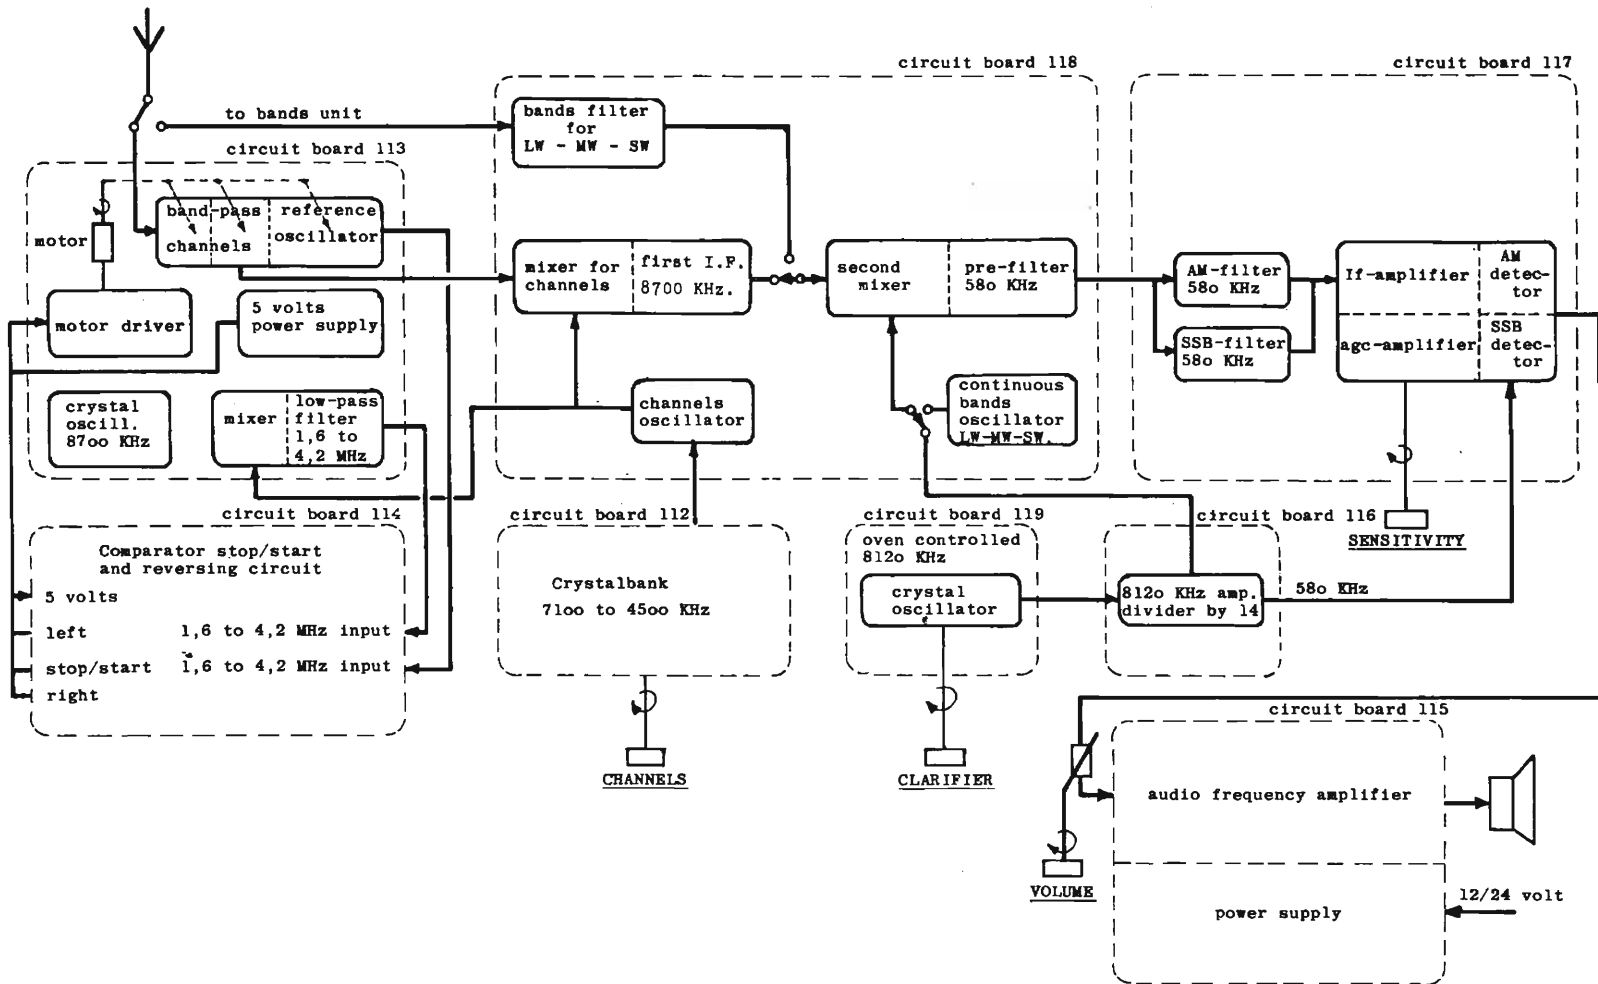 circuit board 118
circuit board 117
to bands unit
bands filter
for
LW - MW - SW
circuit board 113
band-pass
channels
reference
oscillator
motor
mixer for
channels
first I.F.
8700 KHz.
second
mixer
pre-filter
580 KHz
AM-filter
580 KHz
SSB-filter
580 KHz
If-amplifier
AM
detec-
tor
agc-amplifier
SSB
detec-
tor
motor driver
5 volts
power supply
crystal
oscill.
8700 KHz
mixer
low-pass
filter
1,6 to
4,2 MHz
channels
oscillator
continuous
bands
oscillator
LW-MW-SW.
circuit board 114
Comparator stop/start
and reversing circuit
5 volts
left 1,6 to 4,2 MHz input
stop/start 1,6 to 4,2 MHz input
right
circuit board 112
Crystalbank
7100 to 4500 KHz
CHANNELS
circuit board 119
oven controlled
8120 KHz
crystal
oscillator
CLARIFIER
circuit board 116
8120 KHz amp.
divider by 14
580 KHz
SENSITIVITY
circuit board 115
audio frequency amplifier
VOLUME
power supply
12/24 volt